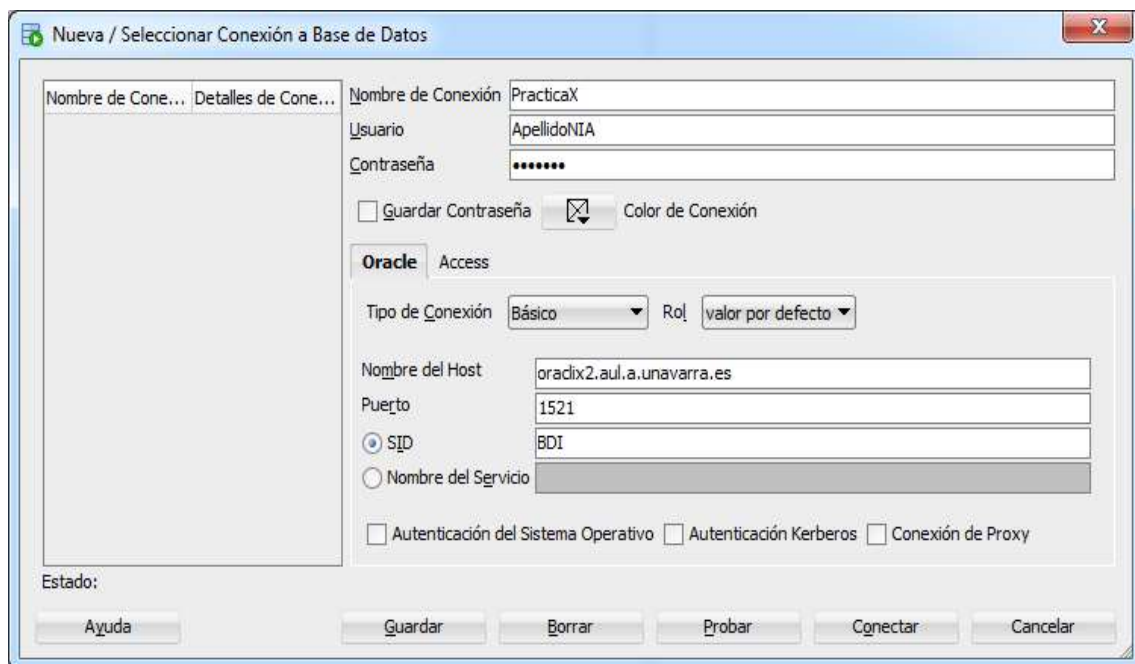 Nueva / Seleccionar Conexión a Base de Datos
Nombre de Cone... Detalles de Cone...
Nombre de Conexión PracticaX
Usuario ApellidoNIA
Contraseña •••••••
Guardar Contraseña Color de Conexión
Oracle Access
Tipo de Conexión Básico Rol valor por defecto
Nombre del Host oraclix2.aul.a.unavarra.es
Puerto 1521
SID BDI
Nombre del Servicio
Autenticación del Sistema Operativo Autenticación Kerberos Conexión de Proxy
Estado:
Ayuda Guardar Borrar Probar Conectar Cancelar